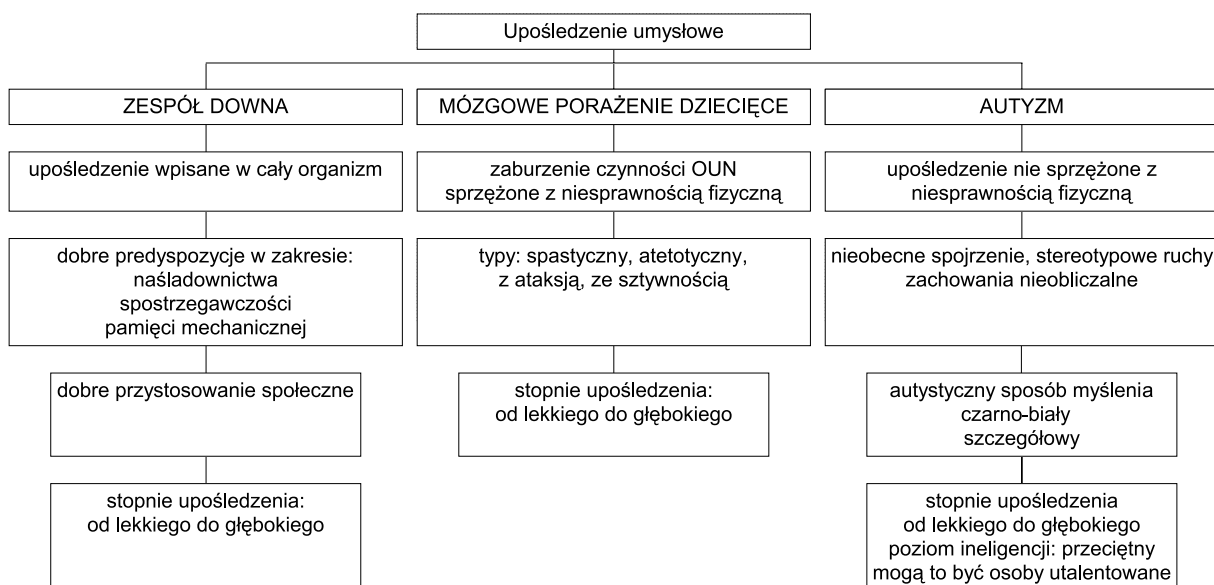 Upośledzenie umysłowe
ZESPÓŁ DOWNA
upośledzenie wpisane w cały organizm
dobre predyspozycje w zakresie:
naśladownictwa
spostrzegawczości
pamięci mechanicznej
dobre przystosowanie społeczne
stopnie upośledzenia:
od lekkiego do głębokiego
MÓZGOWE PORAŻENIE DZIECIĘCE
zaburzenie czynności OUN
sprzężone z niesprawnością fizyczną
typy: spastyczny, atetotyczny,
z ataksją, ze sztywnością
stopnie upośledzenia:
od lekkiego do głębokiego
AUTYZM
upośledzenie nie sprzężone z
niesprawnością fizyczną
nieobecne spojrzenie, stereotypowe ruchy
zachowania nieobliczalne
autystyczny sposób myślenia
czarno-biały
szczegółowy
stopnie upośledzenia
od lekkiego do głębokiego
poziom ineligencji: przeciętny
mogą to być osoby utalentowane